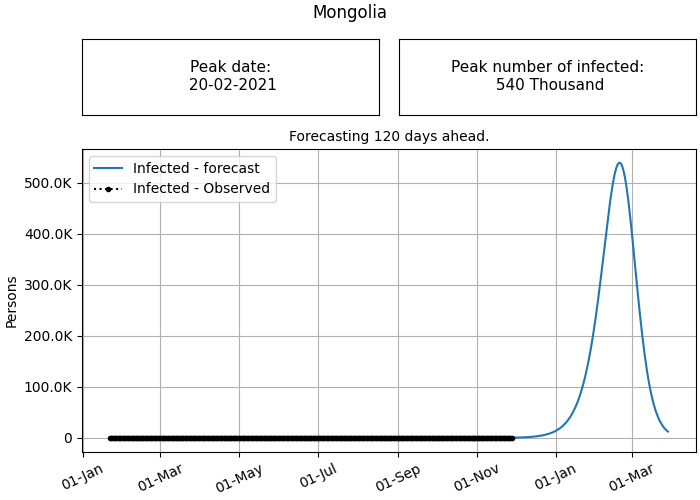 Mongolia
Peak date:
20-02-2021
Peak number of infected:
540 Thousand
Forecasting 120 days ahead.
Infected - forecast
Infected - Observed
500.0K
400.0K
300.0K
200.0K
100.0K
0
Persons
01-Jan
01-Mar
01-May
01-Jul
01-Sep
01-Nov
01-Jan
01-Mar